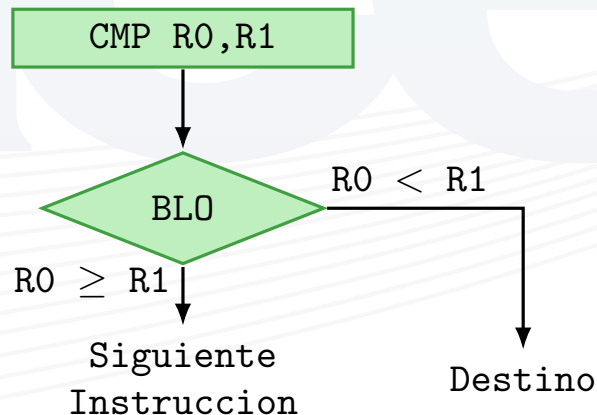 CMP R0,R1
BLO
R0 < R1
R0 ≥ R1
Siguiente
Instruccion
Destino